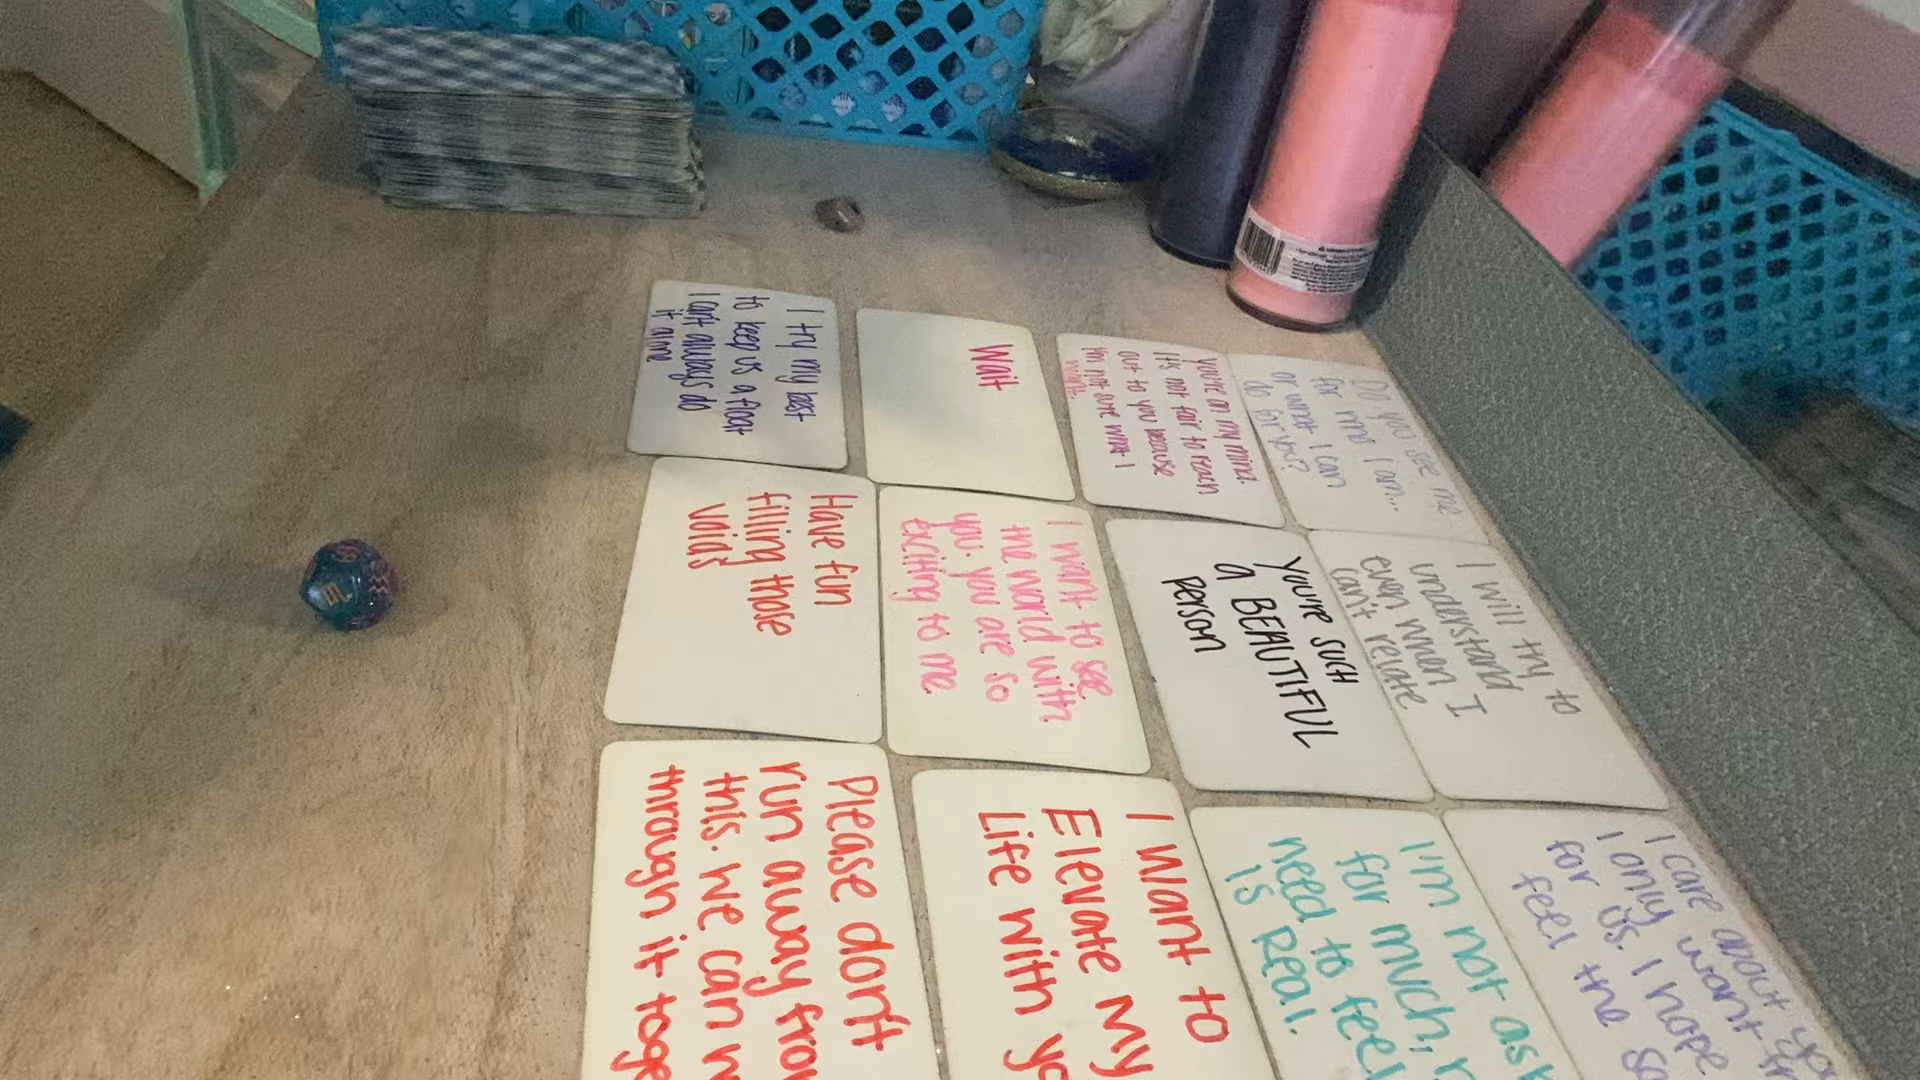 I try my best
to keep us a float
I can't always do
it alone
Wait
you're on my mind.
It's not fair to reach
out to you because
I'm not sure what I
want.
Do you see me
for who I am...
or what I can
do for you?
Have fun
filling those
voids
I want to see
the world with
you. you are so
exciting to me.
You're such
a BEAUTIFUL
person
I will try to
understand
even when I
can't relate
Please don't
run away from
this. we can
through it
I want to
Elevate my
Life with
I'm not
for much,
need to feel
is Real.
I care about
I only want
for us. I hope
feel the